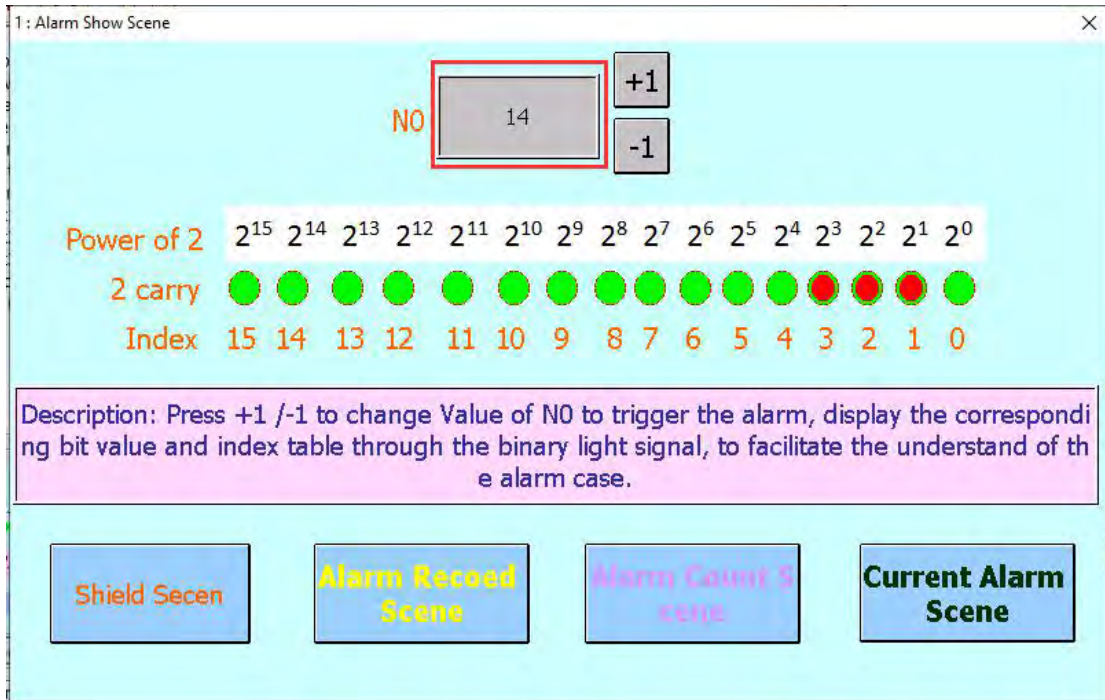 1 : Alarm Show Scene
+1
N0 14
-1
Power of 2 2¹⁵ 2¹⁴ 2¹³ 2¹² 2¹¹ 2¹⁰ 2⁹ 2⁸ 2⁷ 2⁶ 2⁵ 2⁴ 2³ 2² 2¹ 2⁰
2 carry
Index 15 14 13 12 11 10 9 8 7 6 5 4 3 2 1 0
Description: Press +1 /-1 to change Value of N0 to trigger the alarm, display the correspondi
ng bit value and index table through the binary light signal, to facilitate the understand of th
e alarm case.
Shield Secen
Alarm Recoed
Scene
Alarm Count S
cene
Current Alarm
Scene